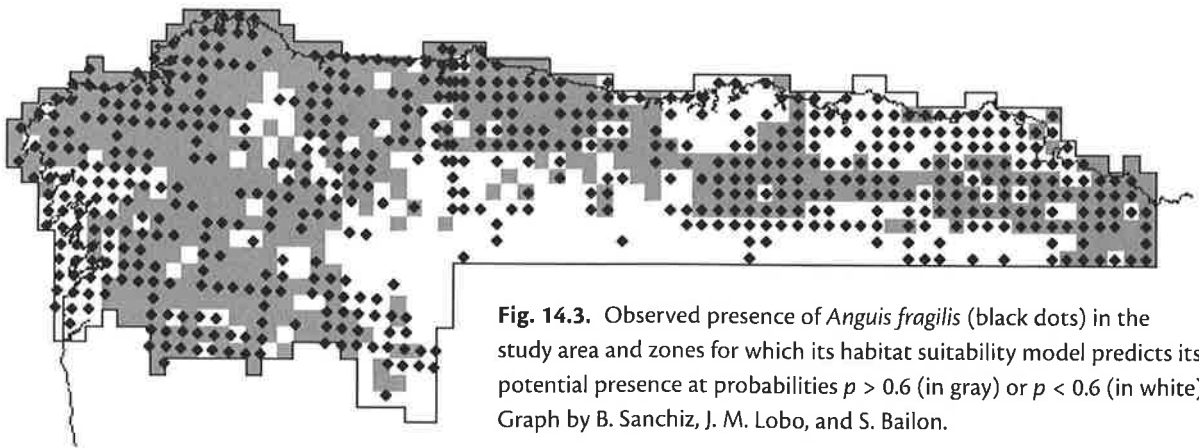 Fig. 14.3. Observed presence of Anguis fragilis (black dots) in the
study area and zones for which its habitat suitability model predicts its
potential presence at probabilities p > 0.6 (in gray) or p < 0.6 (in white)
Graph by B. Sanchiz, J. M. Lobo, and S. Bailon.